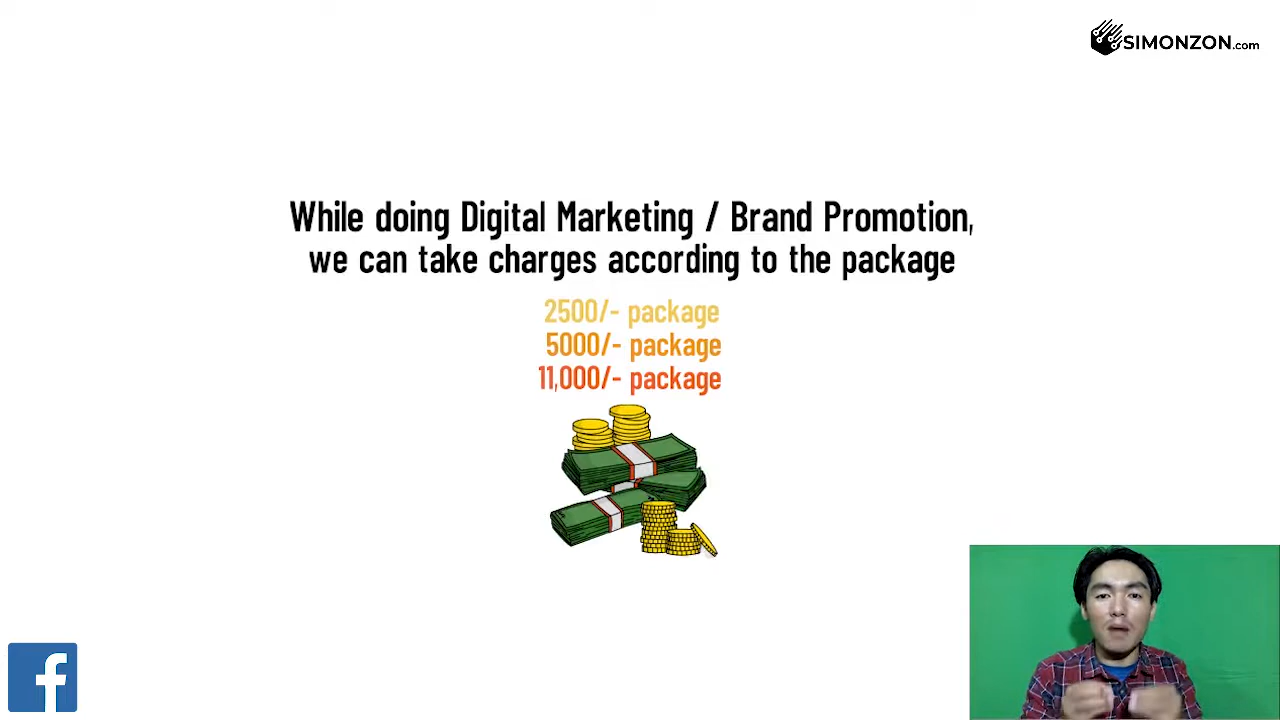 SIMONZON.com
While doing Digital Marketing / Brand Promotion,
we can take charges according to the package
2500/- package
5000/- package
11,000/- package
f